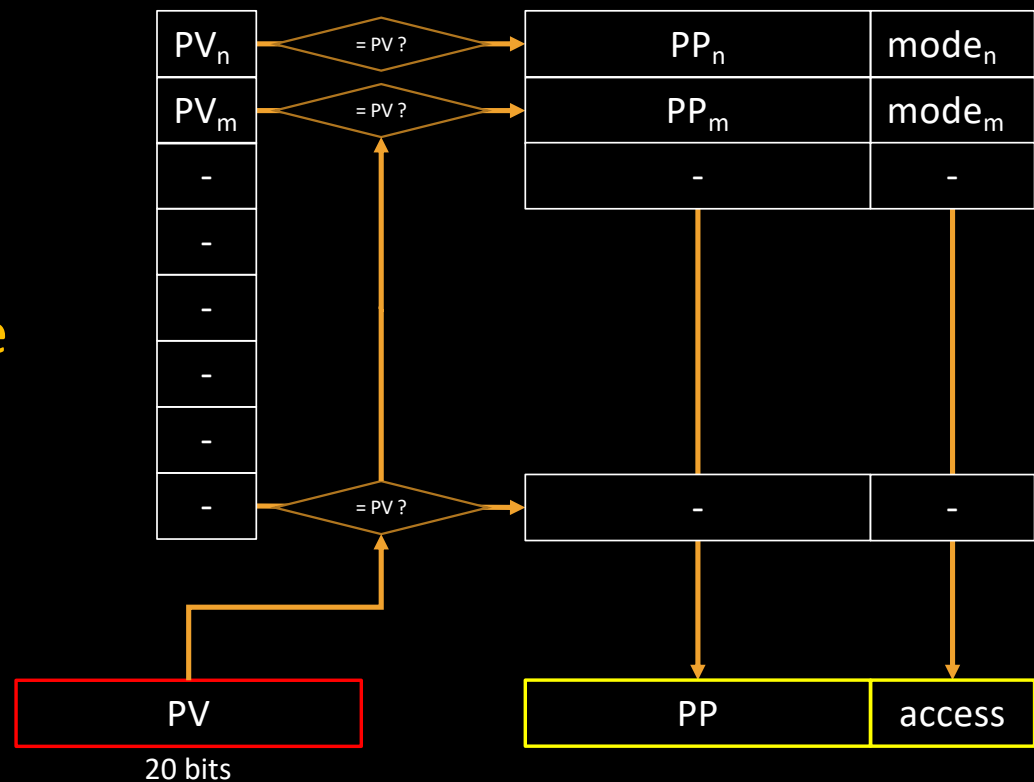 PVₙ = PV ? PPₙ modeₙ
PVₘ = PV ? PPₘ modeₘ
- - -
-
-
-
-
- = PV ? - -
e
PV PP access
20 bits